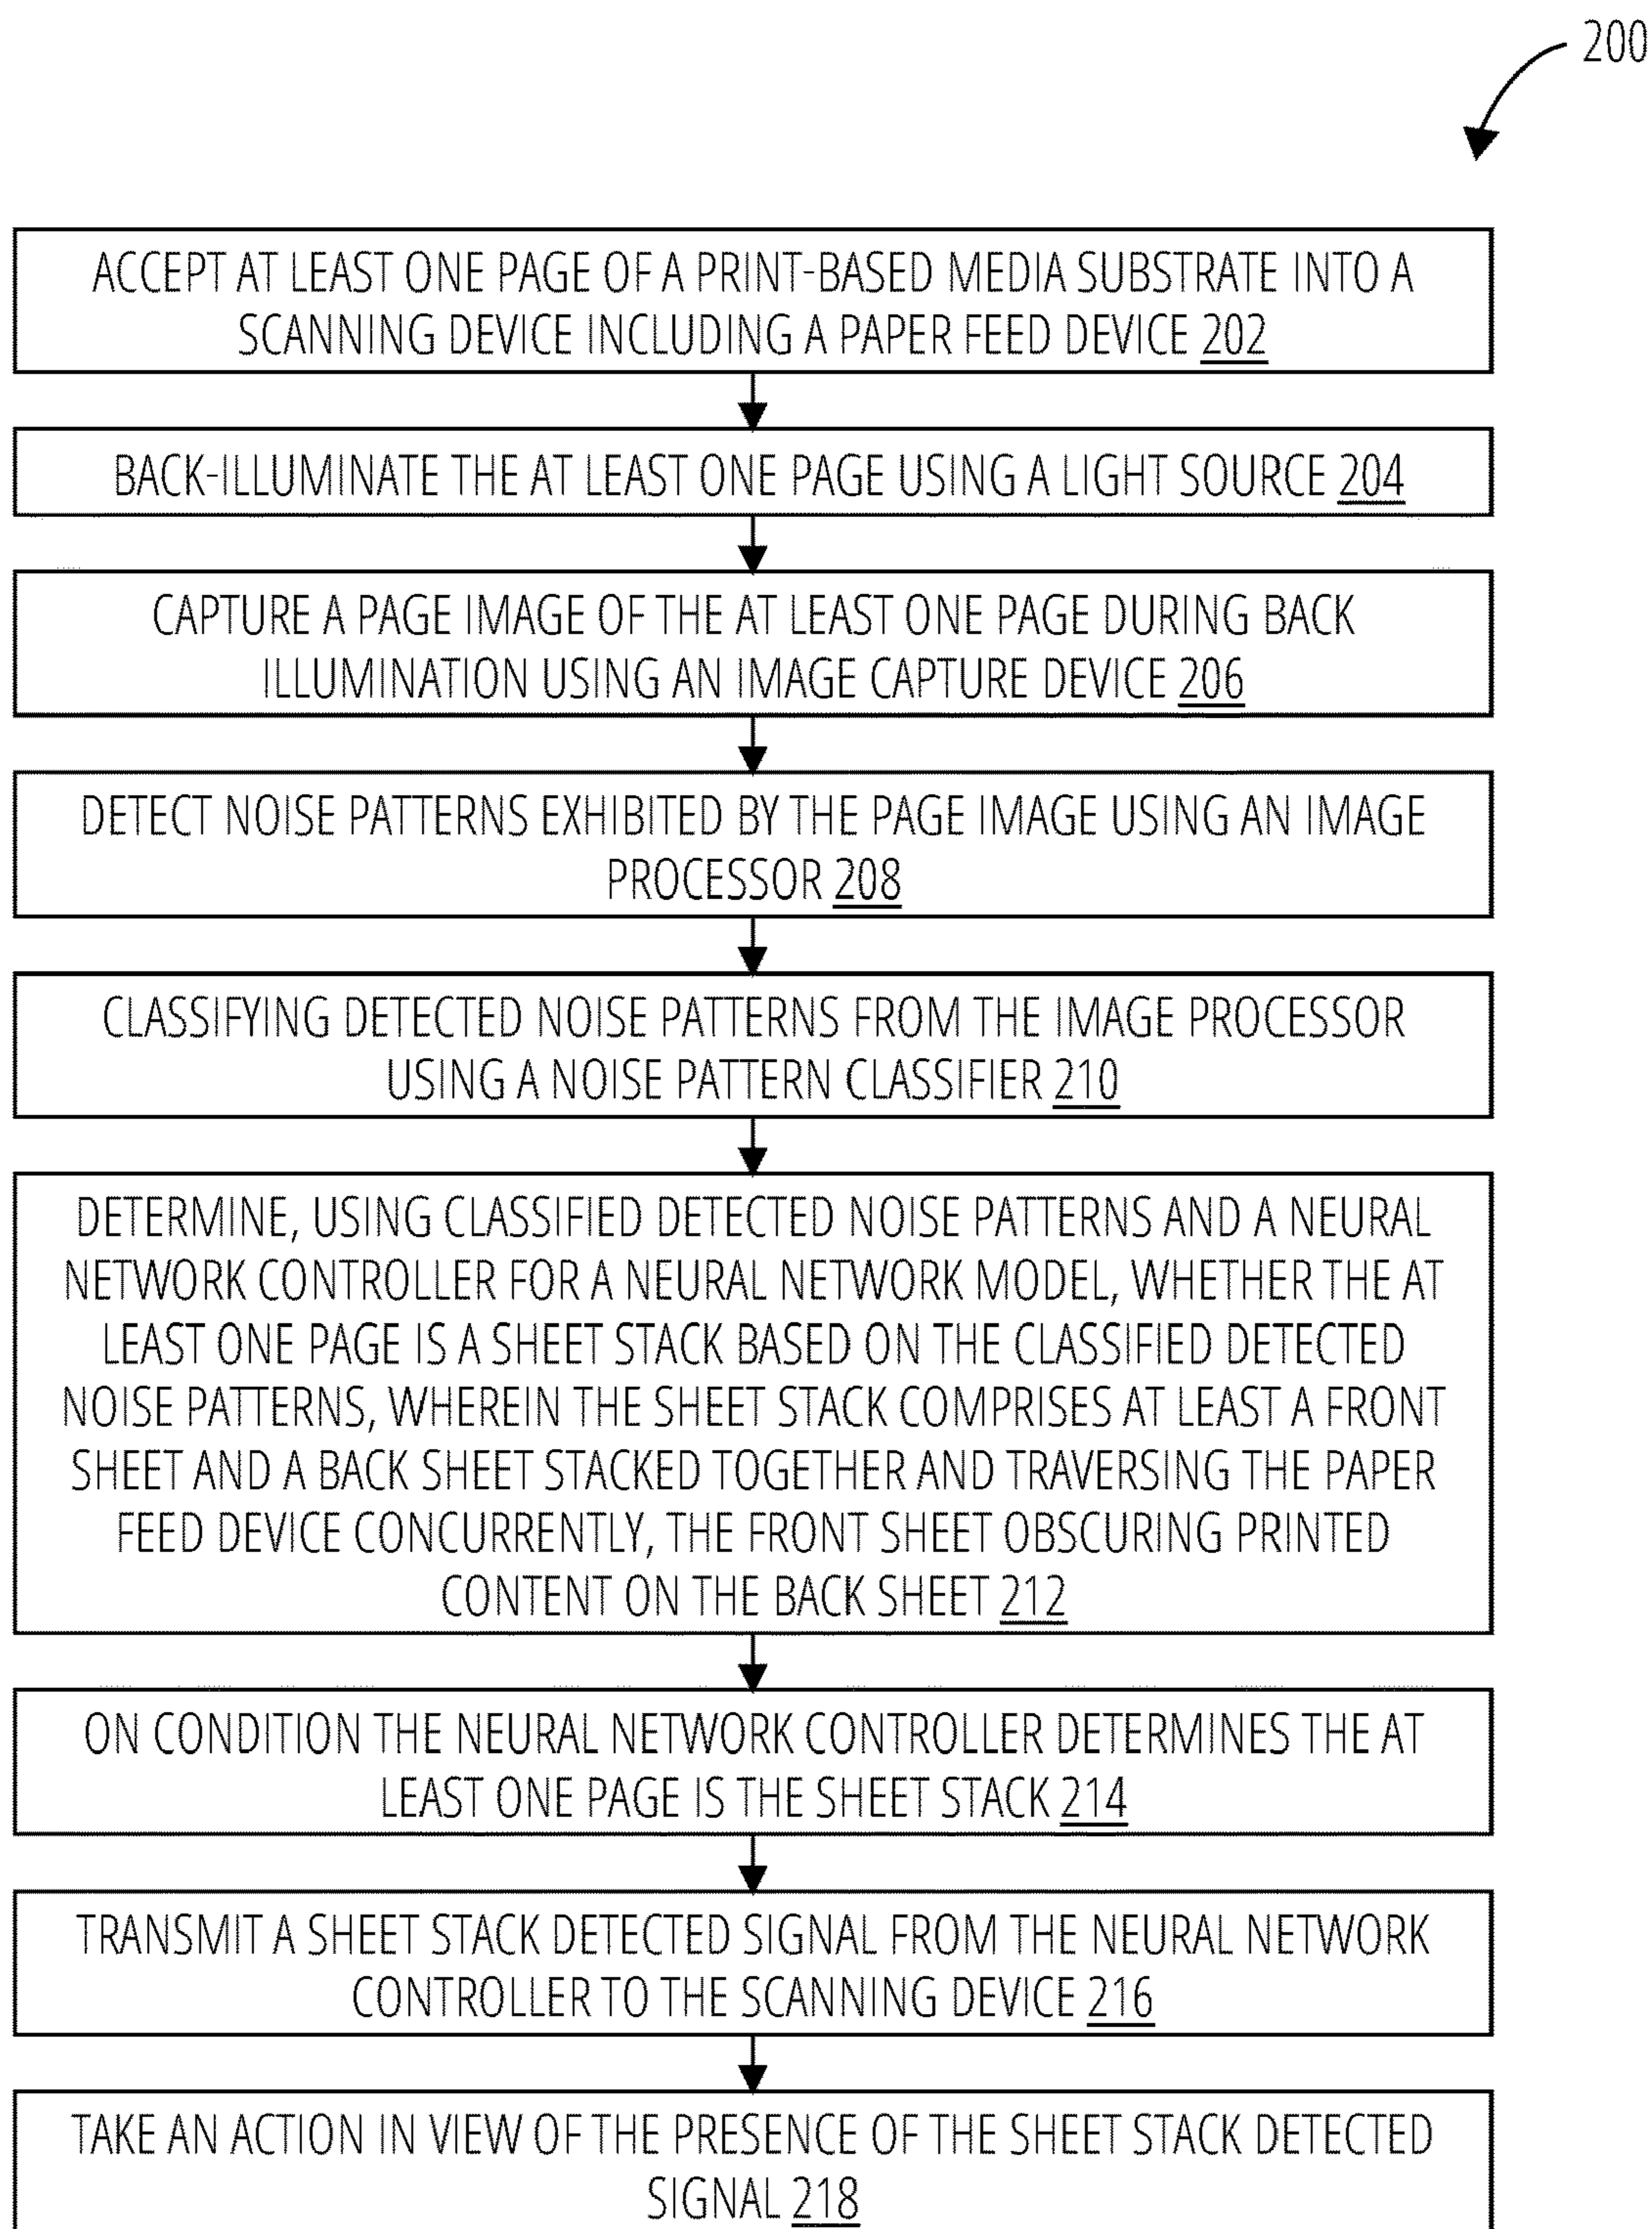 200
ACCEPT AT LEAST ONE PAGE OF A PRINT-BASED MEDIA SUBSTRATE INTO A
SCANNING DEVICE INCLUDING A PAPER FEED DEVICE 202
BACK-ILLUMINATE THE AT LEAST ONE PAGE USING A LIGHT SOURCE 204
CAPTURE A PAGE IMAGE OF THE AT LEAST ONE PAGE DURING BACK
ILLUMINATION USING AN IMAGE CAPTURE DEVICE 206
DETECT NOISE PATTERNS EXHIBITED BY THE PAGE IMAGE USING AN IMAGE
PROCESSOR 208
CLASSIFYING DETECTED NOISE PATTERNS FROM THE IMAGE PROCESSOR
USING A NOISE PATTERN CLASSIFIER 210
DETERMINE, USING CLASSIFIED DETECTED NOISE PATTERNS AND A NEURAL
NETWORK CONTROLLER FOR A NEURAL NETWORK MODEL, WHETHER THE AT
LEAST ONE PAGE IS A SHEET STACK BASED ON THE CLASSIFIED DETECTED
NOISE PATTERNS, WHEREIN THE SHEET STACK COMPRISES AT LEAST A FRONT
SHEET AND A BACK SHEET STACKED TOGETHER AND TRAVERSING THE PAPER
FEED DEVICE CONCURRENTLY, THE FRONT SHEET OBSCURING PRINTED
CONTENT ON THE BACK SHEET 212
ON CONDITION THE NEURAL NETWORK CONTROLLER DETERMINES THE AT
LEAST ONE PAGE IS THE SHEET STACK 214
TRANSMIT A SHEET STACK DETECTED SIGNAL FROM THE NEURAL NETWORK
CONTROLLER TO THE SCANNING DEVICE 216
TAKE AN ACTION IN VIEW OF THE PRESENCE OF THE SHEET STACK DETECTED
SIGNAL 218